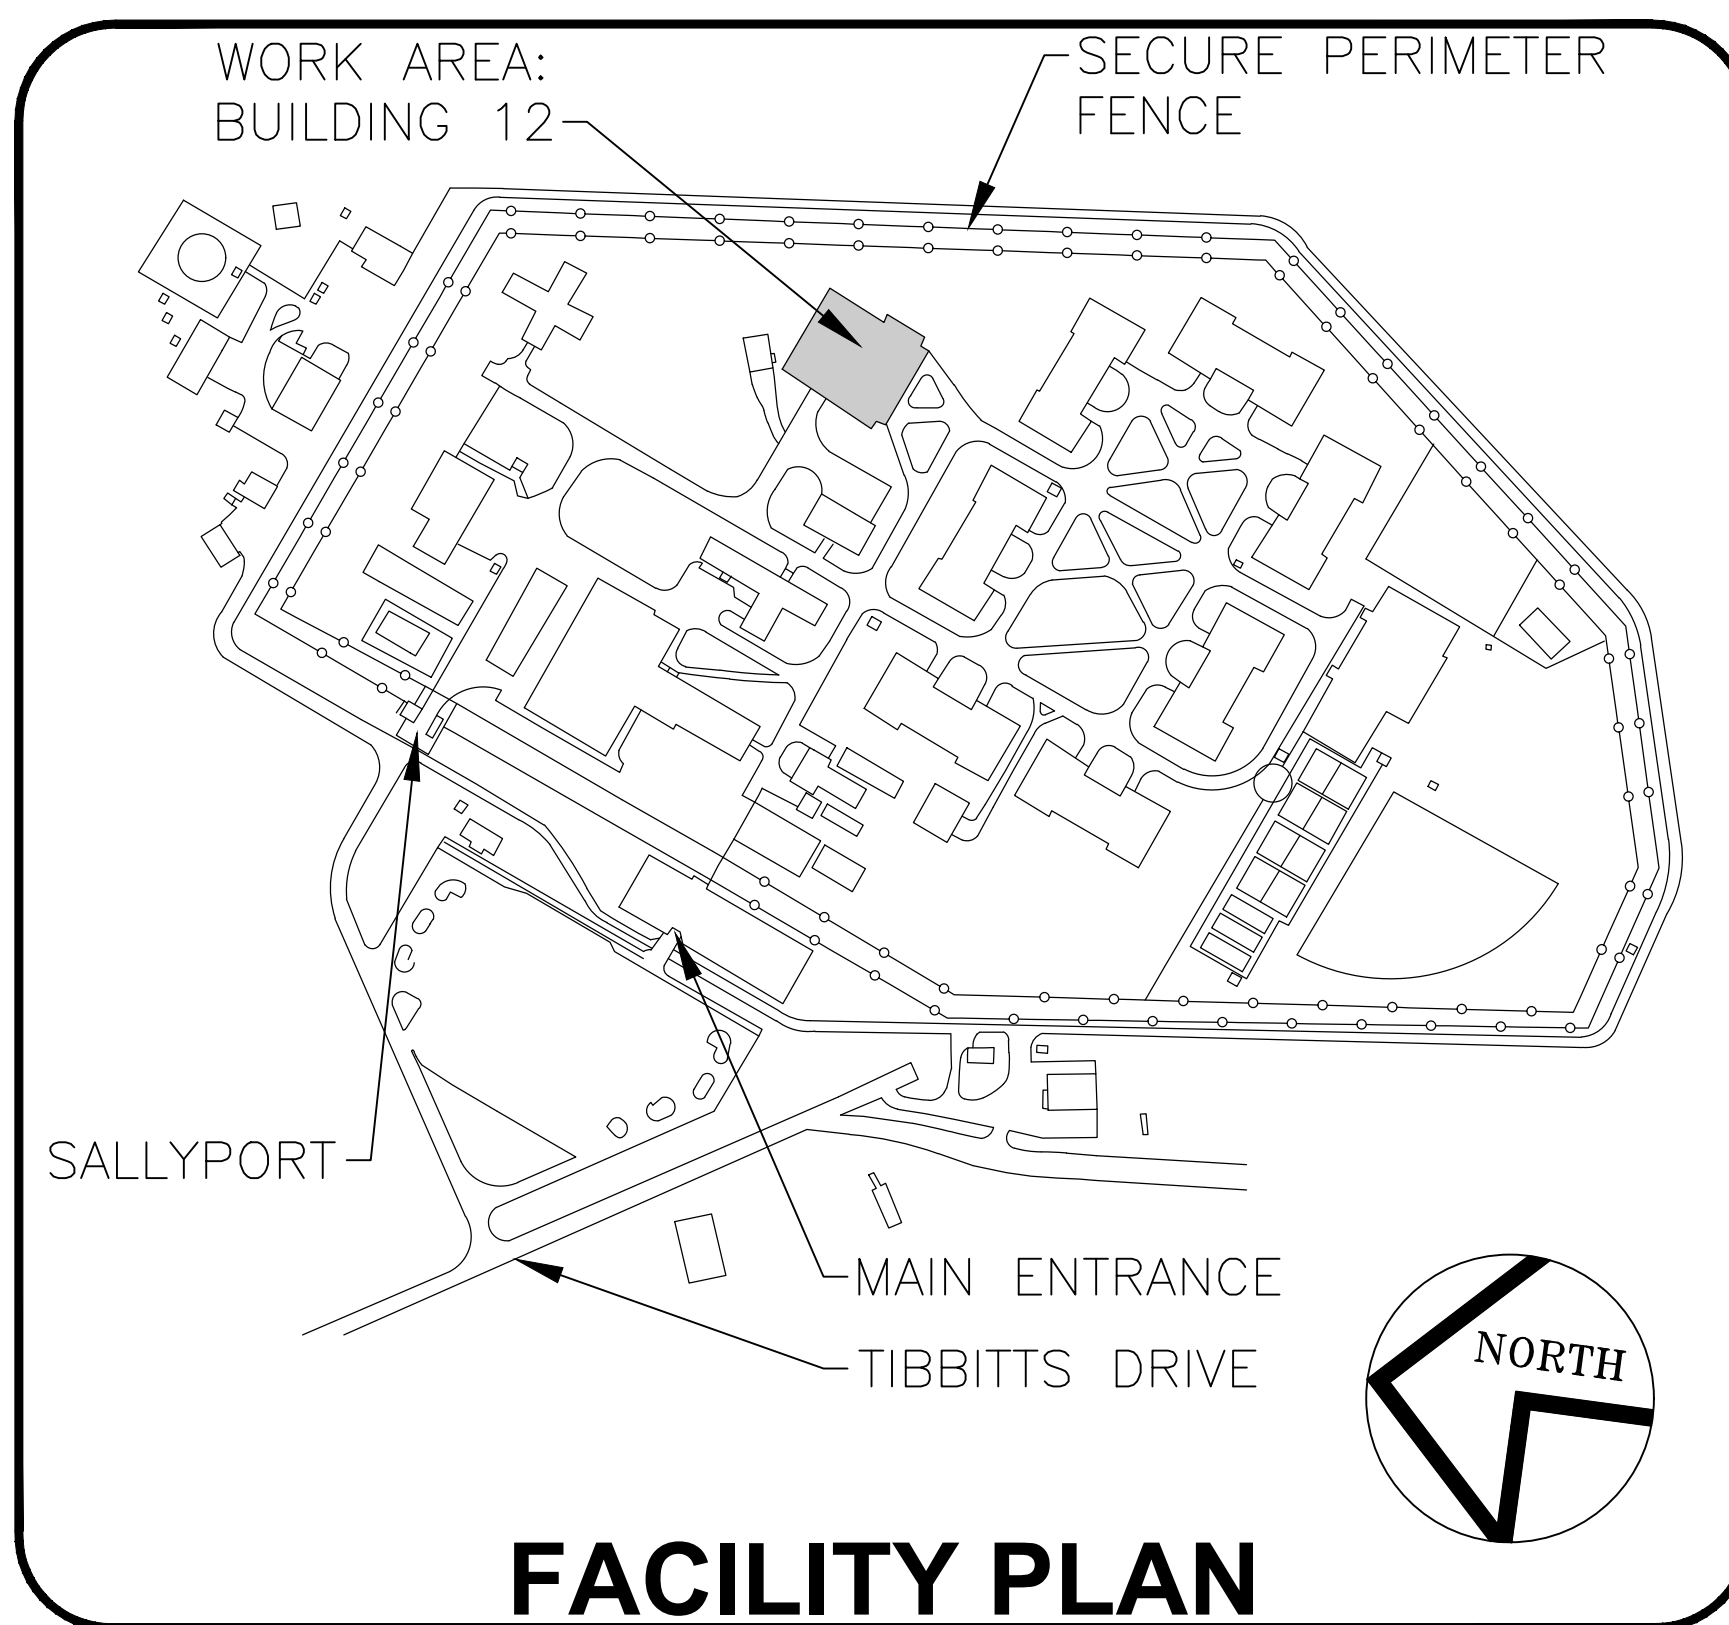 WORK AREA:
BUILDING 12
SECURE PERIMETER
FENCE
SALLYPORT
MAIN ENTRANCE
TIBBITTS DRIVE
NORTH
FACILITY PLAN